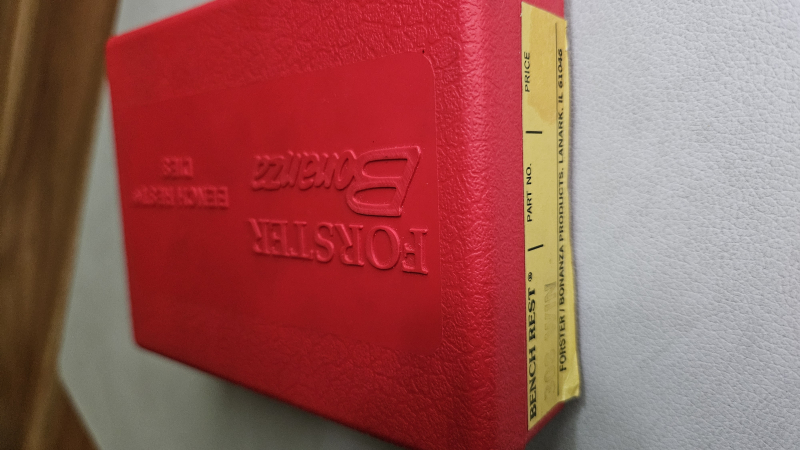 FORSTER
Bonanza
BENCH REST®
DIES
BENCH REST ® | PART NO. | PRICE
FORSTER / BONANZA PRODUCTS, LANARK, IL 61046